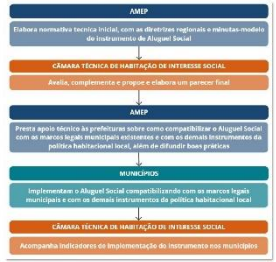 AMEP
Elabora normativa tecnica inicial, com as diretrizes regionais e minutas-modelo
do instrumento do Aluguel Social
CÂMARA TÉCNICA DE HABITAÇÃO DE INTERESSE SOCIAL
Avalia, complementa e propoe e elabora um parecer final
AMEP
Presta apoio técnico às prefeituras sobre como compatibilizar o Aluguel Social
com os marcos legais municipais existentes e com os demais instrumentos da
política habitacional local, além de difundir boas práticas
MUNICÍPIOS
Implementam o Aluguel Social compatibilizando com os marcos legais
municipais e com os demais instrumentos da política habitacional local
CÂMARA TÉCNICA DE HABITAÇÃO DE INTERESSE SOCIAL
Acompanha indicadores de implementação do instrumento nos municípios